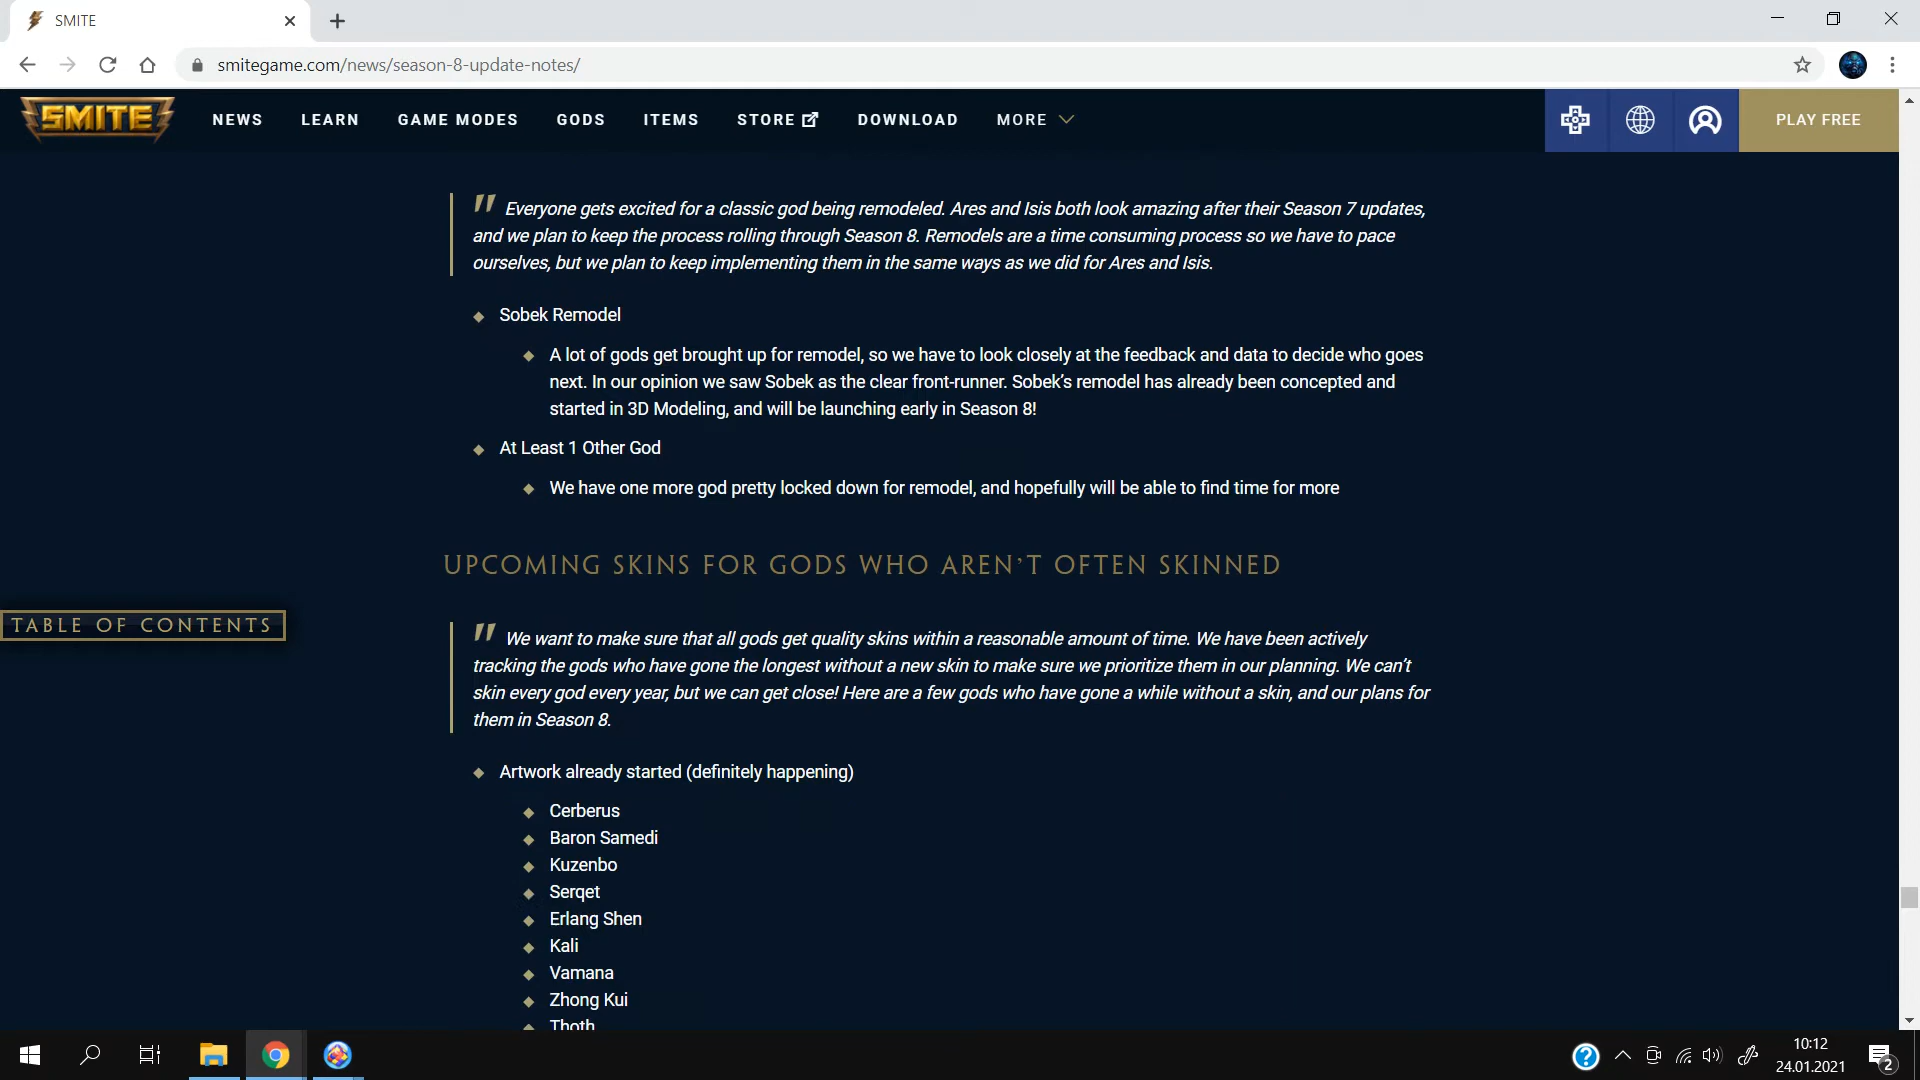 SMITE
smitegame.com/news/season-8-update-notes/
SMITE
NEWS LEARN GAME MODES GODS ITEMS STORE DOWNLOAD MORE PLAY FREE
" Everyone gets excited for a classic god being remodeled. Ares and Isis both look amazing after their Season 7 updates,
and we plan to keep the process rolling through Season 8. Remodels are a time consuming process so we have to pace
ourselves, but we plan to keep implementing them in the same ways as we did for Ares and Isis.
Sobek Remodel
A lot of gods get brought up for remodel, so we have to look closely at the feedback and data to decide who goes
next. In our opinion we saw Sobek as the clear front-runner. Sobek’s remodel has already been concepted and
started in 3D Modeling, and will be launching early in Season 8!
At Least 1 Other God
We have one more god pretty locked down for remodel, and hopefully will be able to find time for more
UPCOMING SKINS FOR GODS WHO AREN’T OFTEN SKINNED
TABLE OF CONTENTS
" We want to make sure that all gods get quality skins within a reasonable amount of time. We have been actively
tracking the gods who have gone the longest without a new skin to make sure we prioritize them in our planning. We can’t
skin every god every year, but we can get close! Here are a few gods who have gone a while without a skin, and our plans for
them in Season 8.
Artwork already started (definitely happening)
Cerberus
Baron Samedi
Kuzenbo
Serqet
Erlang Shen
Kali
Vamana
Zhong Kui
Thoth
10:12
24.01.2021
2